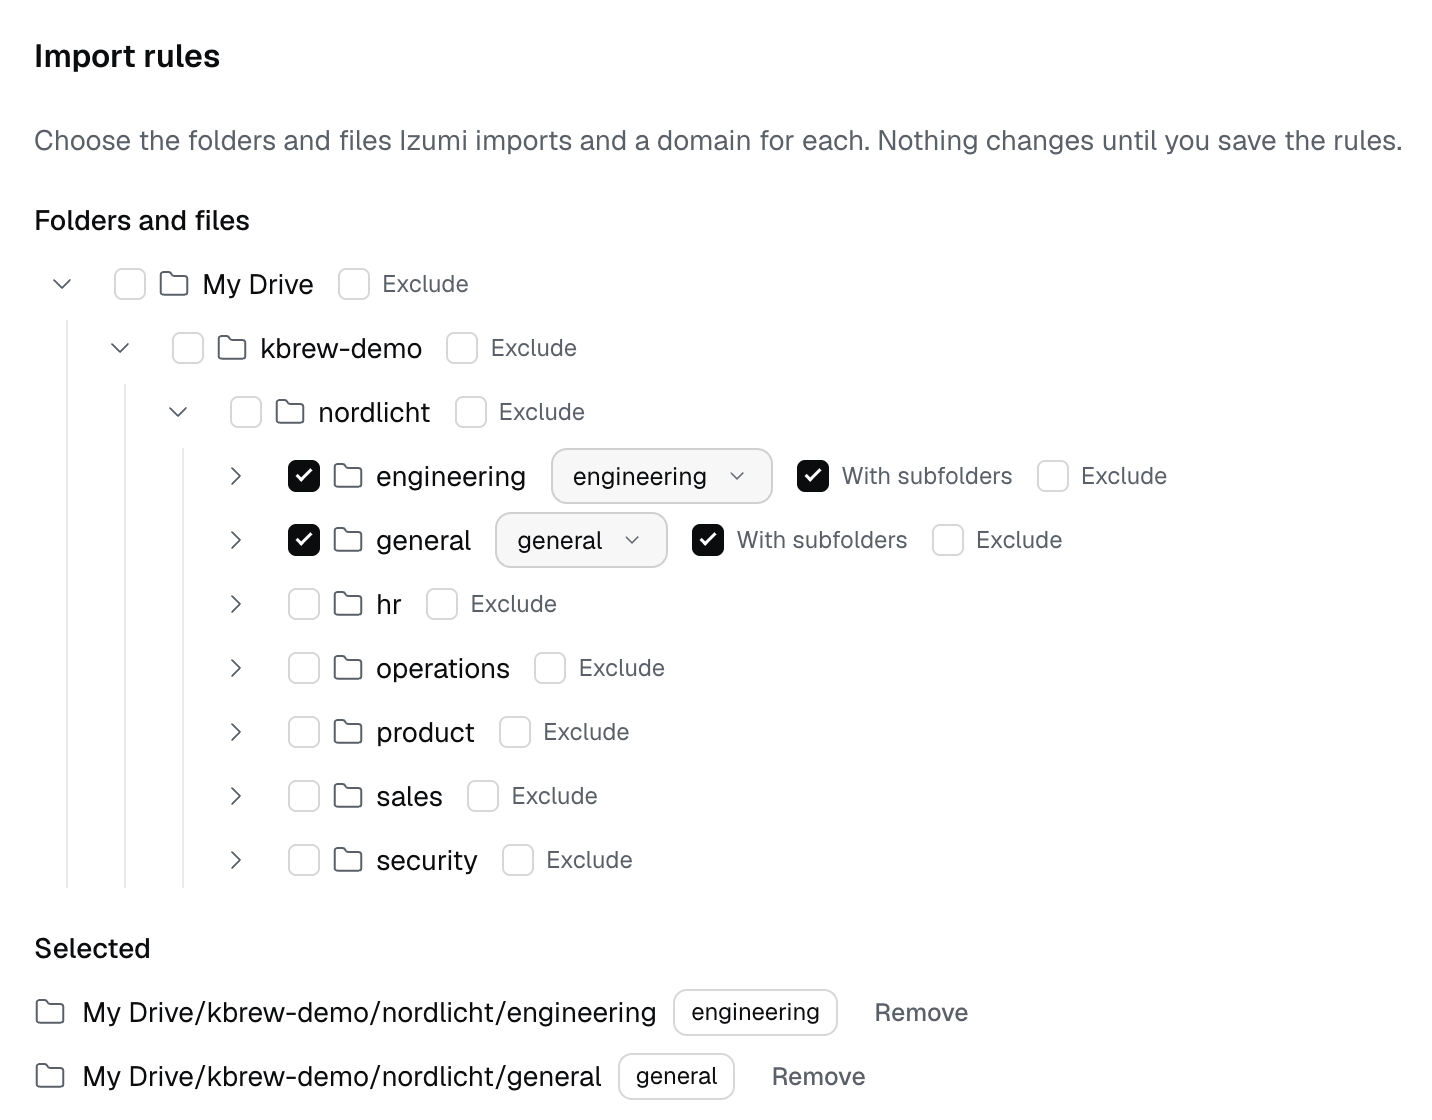 Import rules
Choose the folders and files Izumi imports and a domain for each. Nothing changes until you save the rules.
Folders and files
My Drive Exclude
kbrew-demo Exclude
nordlicht Exclude
engineering engineering With subfolders Exclude
general general With subfolders Exclude
hr Exclude
operations Exclude
product Exclude
sales Exclude
security Exclude
Selected
My Drive/kbrew-demo/nordlicht/engineering engineering Remove
My Drive/kbrew-demo/nordlicht/general general Remove